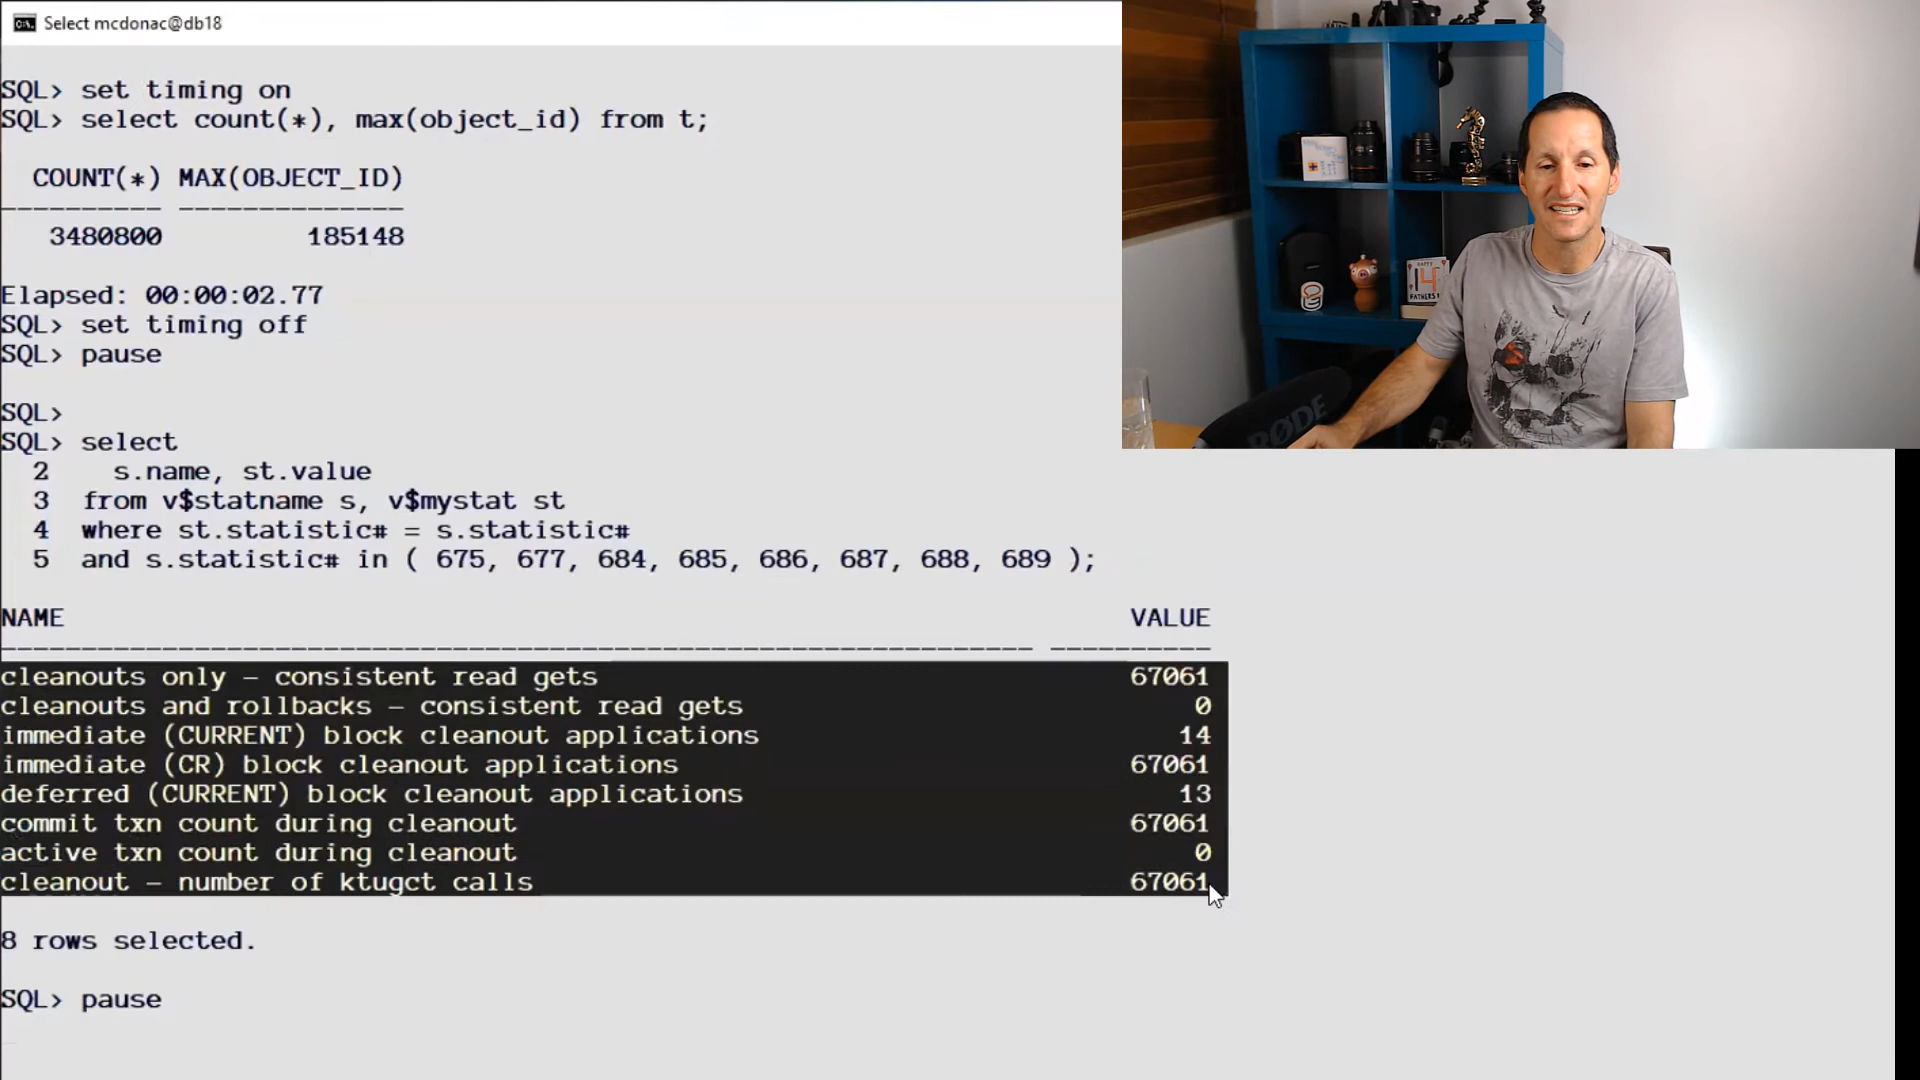 Select mcdonac@db18
SQL> set timing on
SQL> select count(*), max(object_id) from t;
COUNT(*) MAX(OBJECT_ID)
---------- --------------
3480800 185148
Elapsed: 00:00:02.77
SQL> set timing off
SQL> pause
SQL>
SQL> select
2 s.name, st.value
3 from v$statname s, v$mystat st
4 where st.statistic# = s.statistic#
5 and s.statistic# in ( 675, 677, 684, 685, 686, 687, 688, 689 );
NAME VALUE
---------------------------------------------------------------- ----------
cleanouts only - consistent read gets 67061
cleanouts and rollbacks - consistent read gets 0
immediate (CURRENT) block cleanout applications 14
immediate (CR) block cleanout applications 67061
deferred (CURRENT) block cleanout applications 13
commit txn count during cleanout 67061
active txn count during cleanout 0
cleanout - number of ktugct calls 67061
8 rows selected.
SQL> pause
RØDE
HAPPY
14
FATHERS